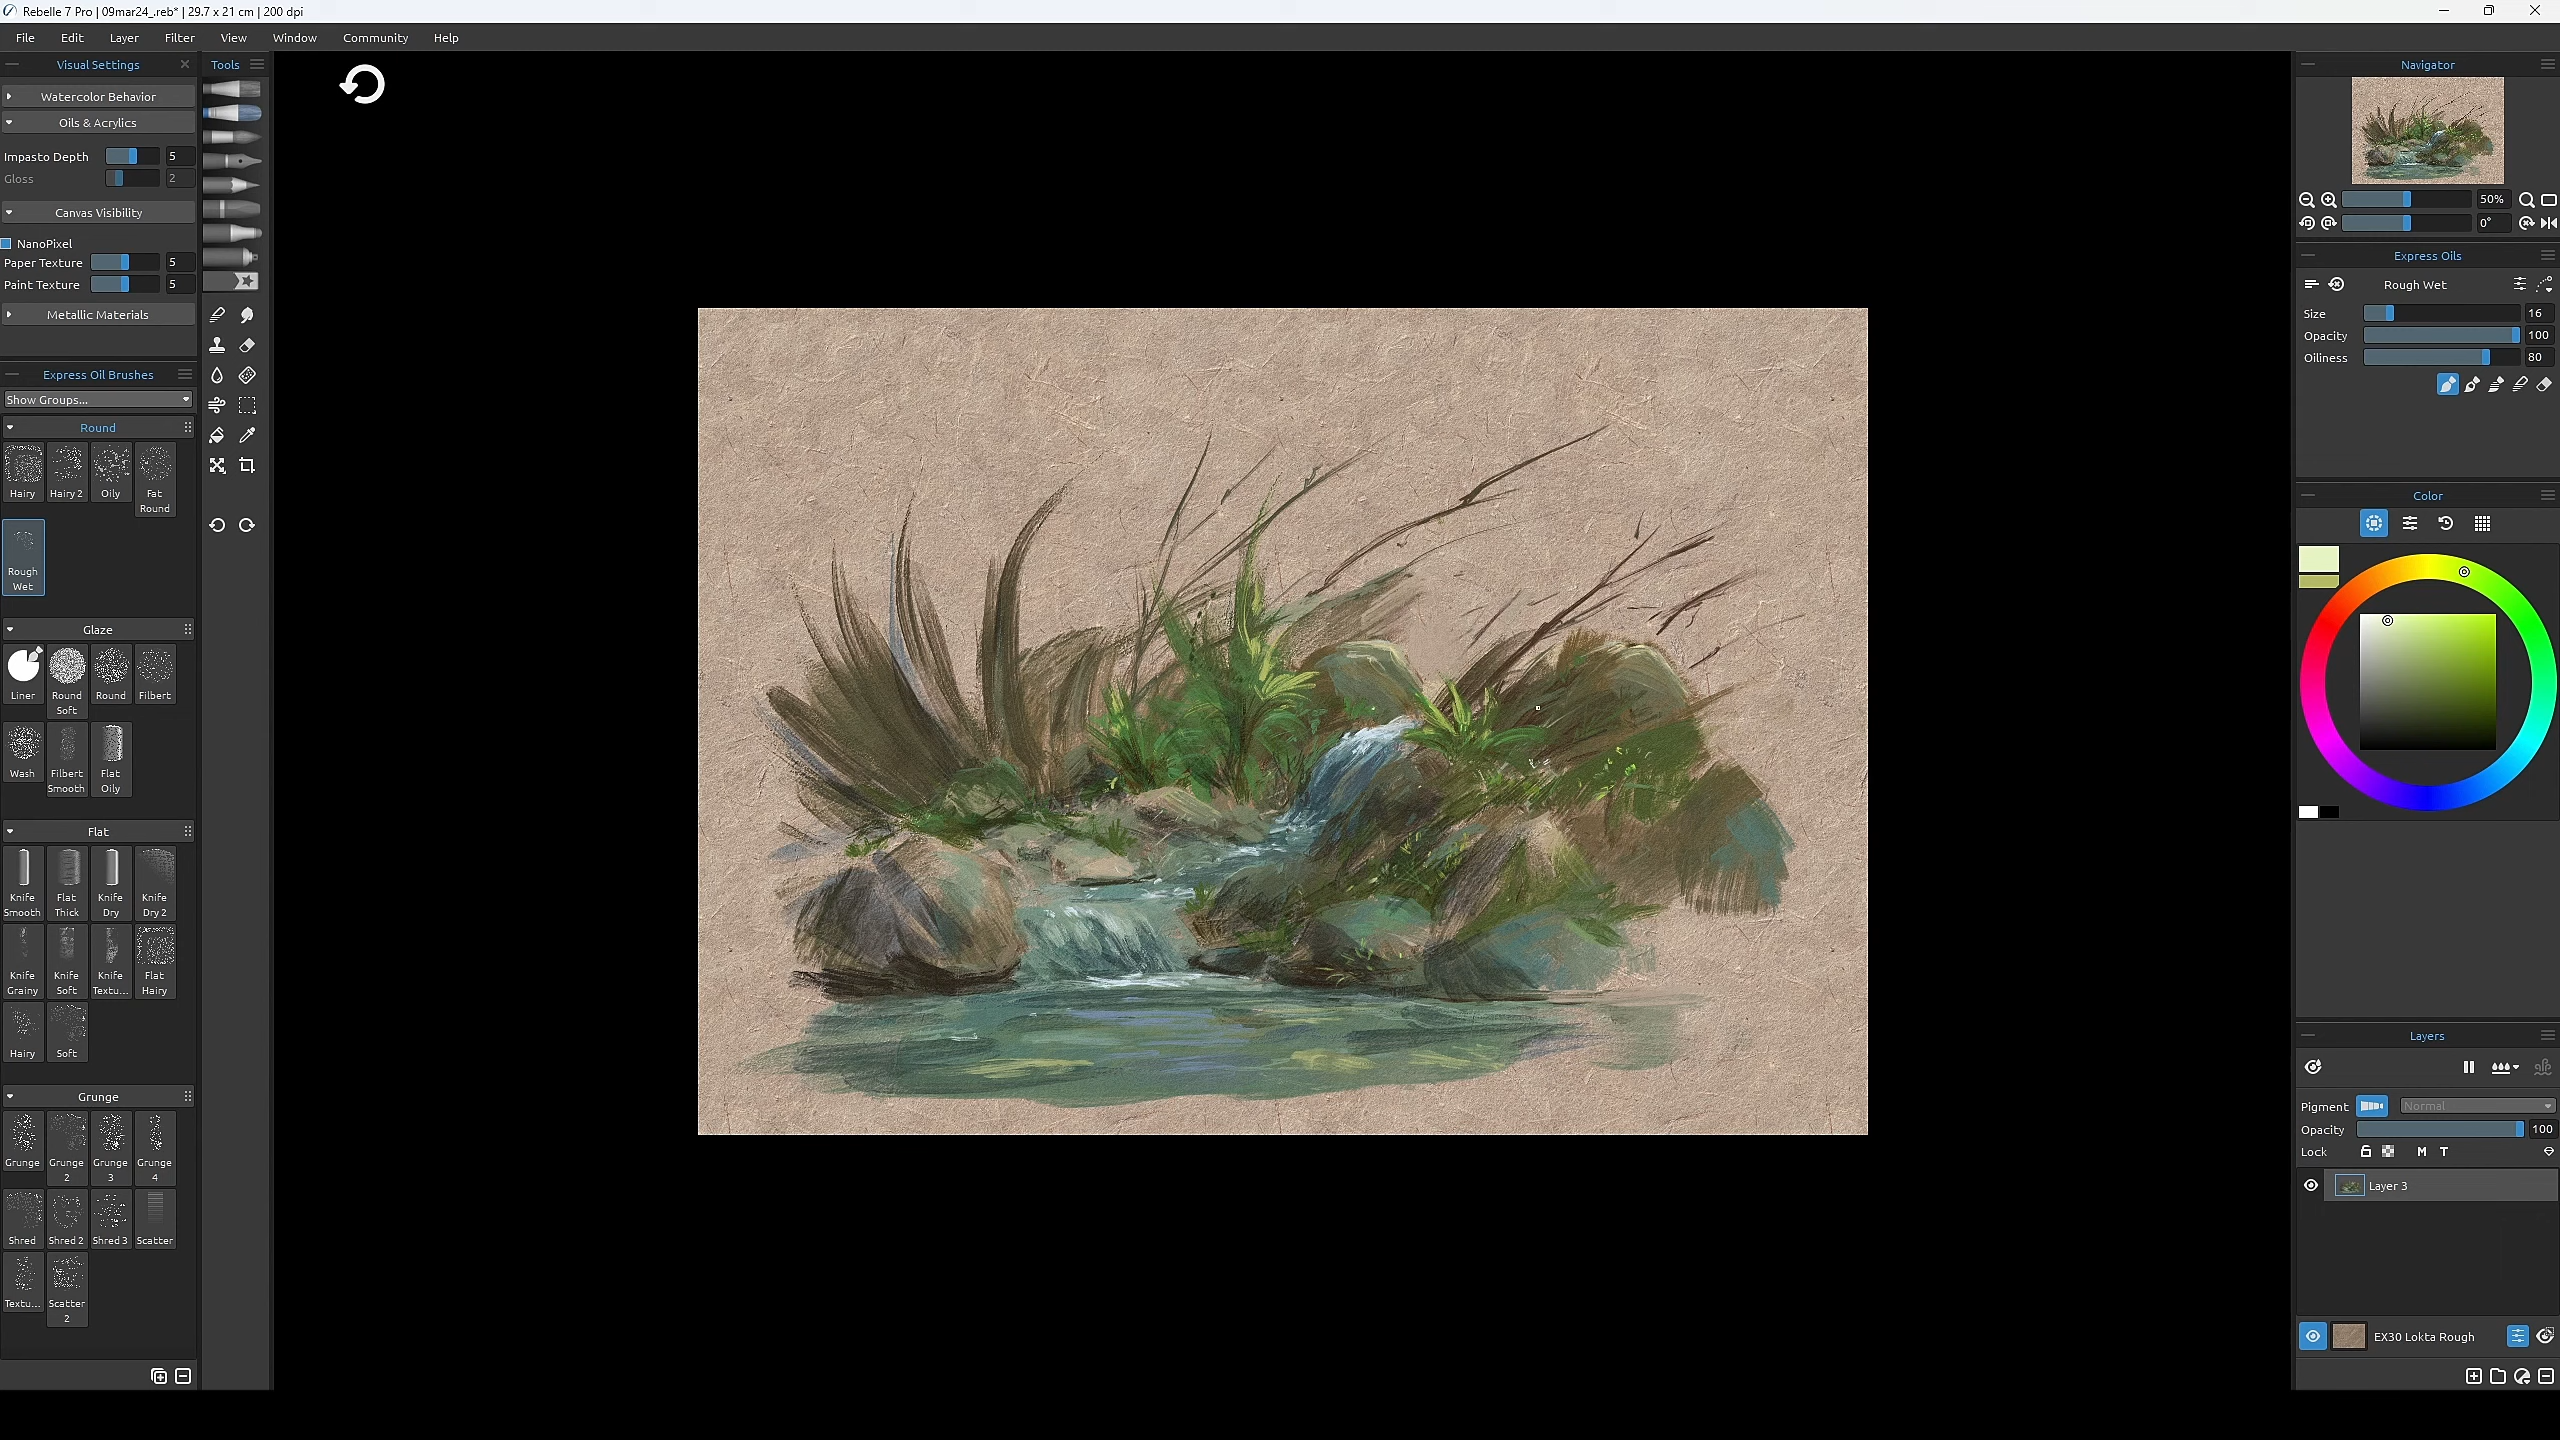 Rebelle 7 Pro | 09mar24_.reb* | 29.7 x 21 cm | 200 dpi
File Edit Layer Filter View Window Community Help
Visual Settings
Watercolor Behavior
Oils & Acrylics
Impasto Depth 5
Gloss 2
Canvas Visibility
NanoPixel
Paper Texture 5
Paint Texture 5
Metallic Materials
Express Oil Brushes
Show Groups...
Round
Hairy Hairy 2 Oily Fat Round
Rough Wet
Glaze
Liner Round Soft Round Filbert
Wash Filbert Smooth Flat Oily
Flat
Knife Smooth Flat Thick Knife Dry Knife Dry 2
Knife Grainy Knife Soft Knife Textu... Flat Hairy
Hairy Soft
Grunge
Grunge Grunge 2 Grunge 3 Grunge 4
Shred Shred 2 Shred 3 Scatter
Textu... Scatter 2
Tools
Navigator
50%
0°
Express Oils
Rough Wet
Size 16
Opacity 100
Oiliness 80
Color
Layers
Pigment Normal
Opacity 100
Lock M T
Layer 3
EX30 Lokta Rough